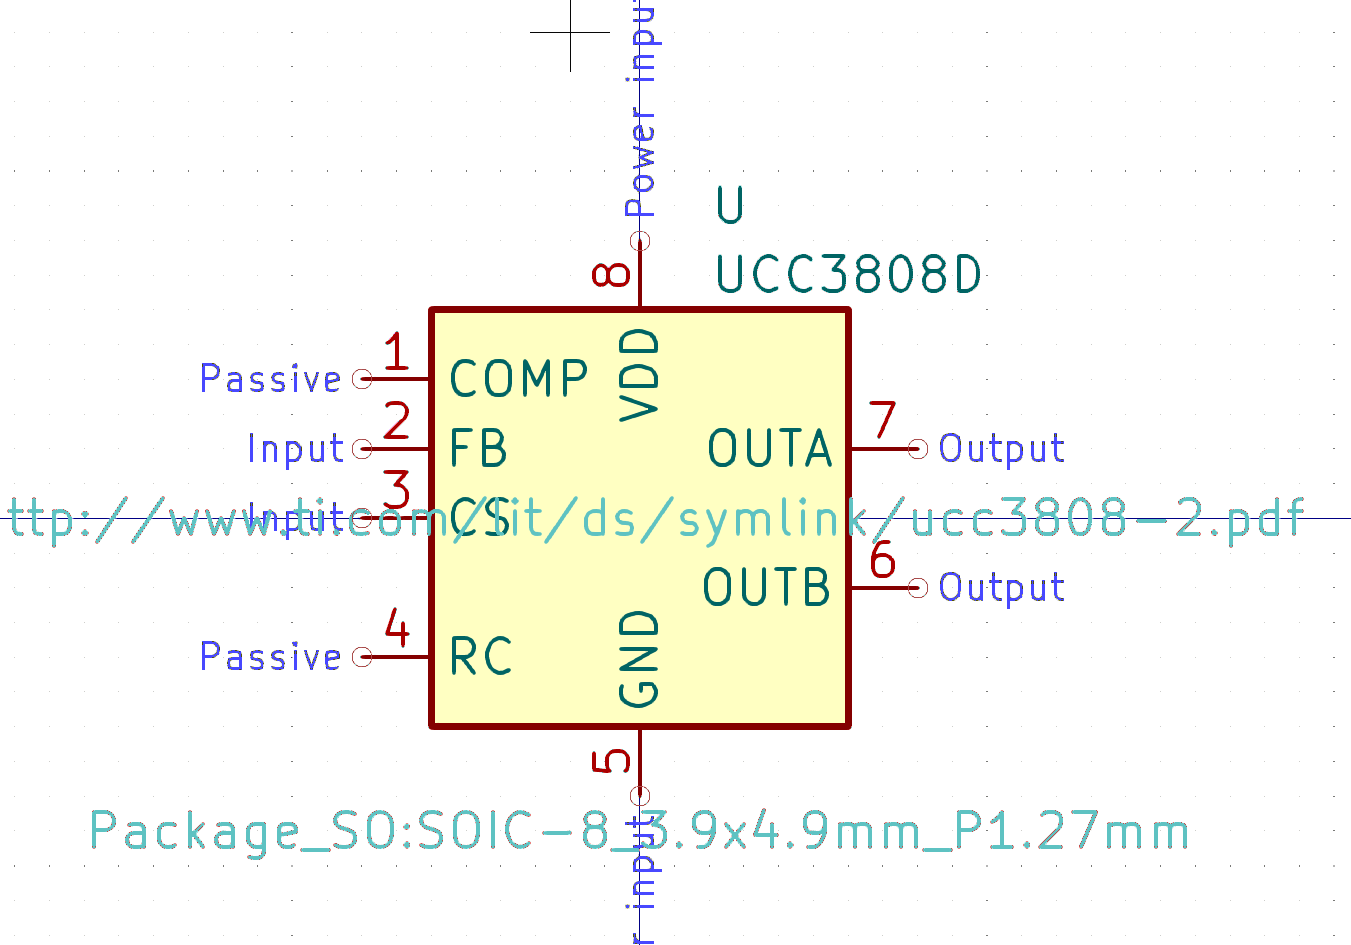 Power inpu
U
8
UCC3808D
VDD
1
Passive
COMP
2
7
Input
FB
OUTA
Output
3
Input
CS
ttp://www.ti.com/lit/ds/symlink/ucc3808-2.pdf
6
OUTB
Output
4
Passive
RC
GND
5
Package_SO:SOIC-8_3.9x4.9mm_P1.27mm
r input